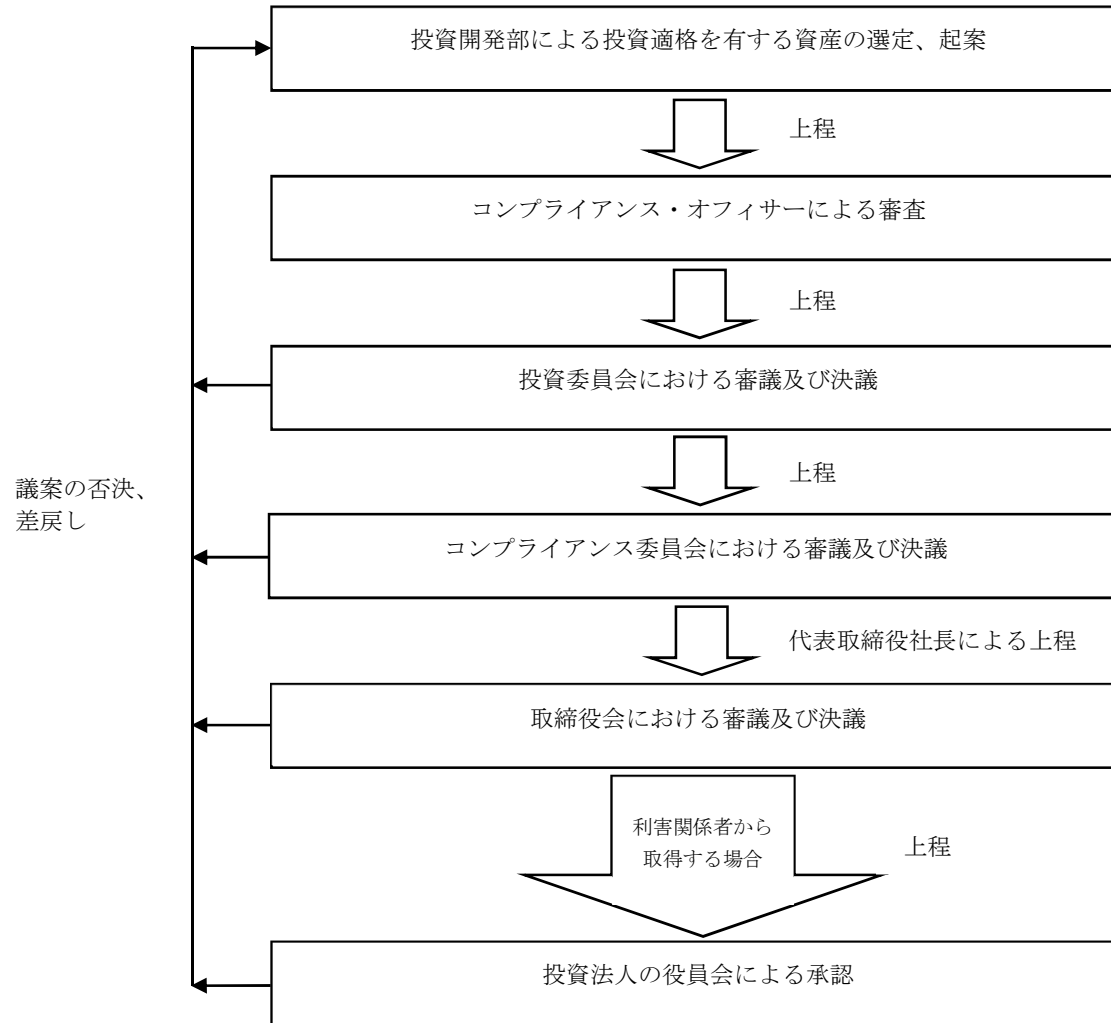 投資開発部による投資適格を有する資産の選定、起案
上程
コンプライアンス・オフィサーによる審査
上程
投資委員会における審議及び決議
上程
議案の否決、
差戻し
コンプライアンス委員会における審議及び決議
代表取締役社長による上程
取締役会における審議及び決議
利害関係者から
取得する場合
上程
投資法人の役員会による承認